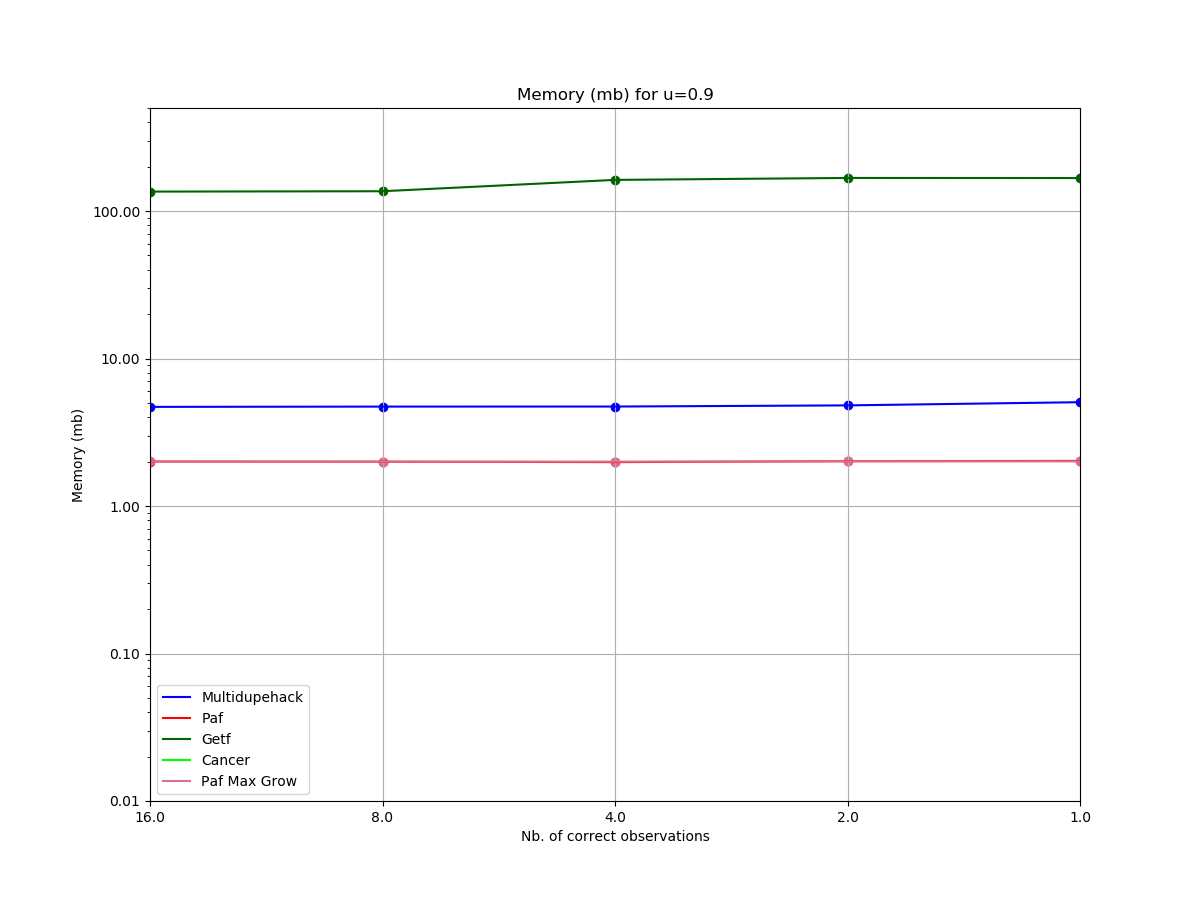 Memory (mb) for u=0.9
Memory (mb)
100.00
10.00
1.00
0.10
0.01
Multidupehack
Paf
Getf
Cancer
Paf Max Grow
16.0 8.0 4.0 2.0 1.0
Nb. of correct observations